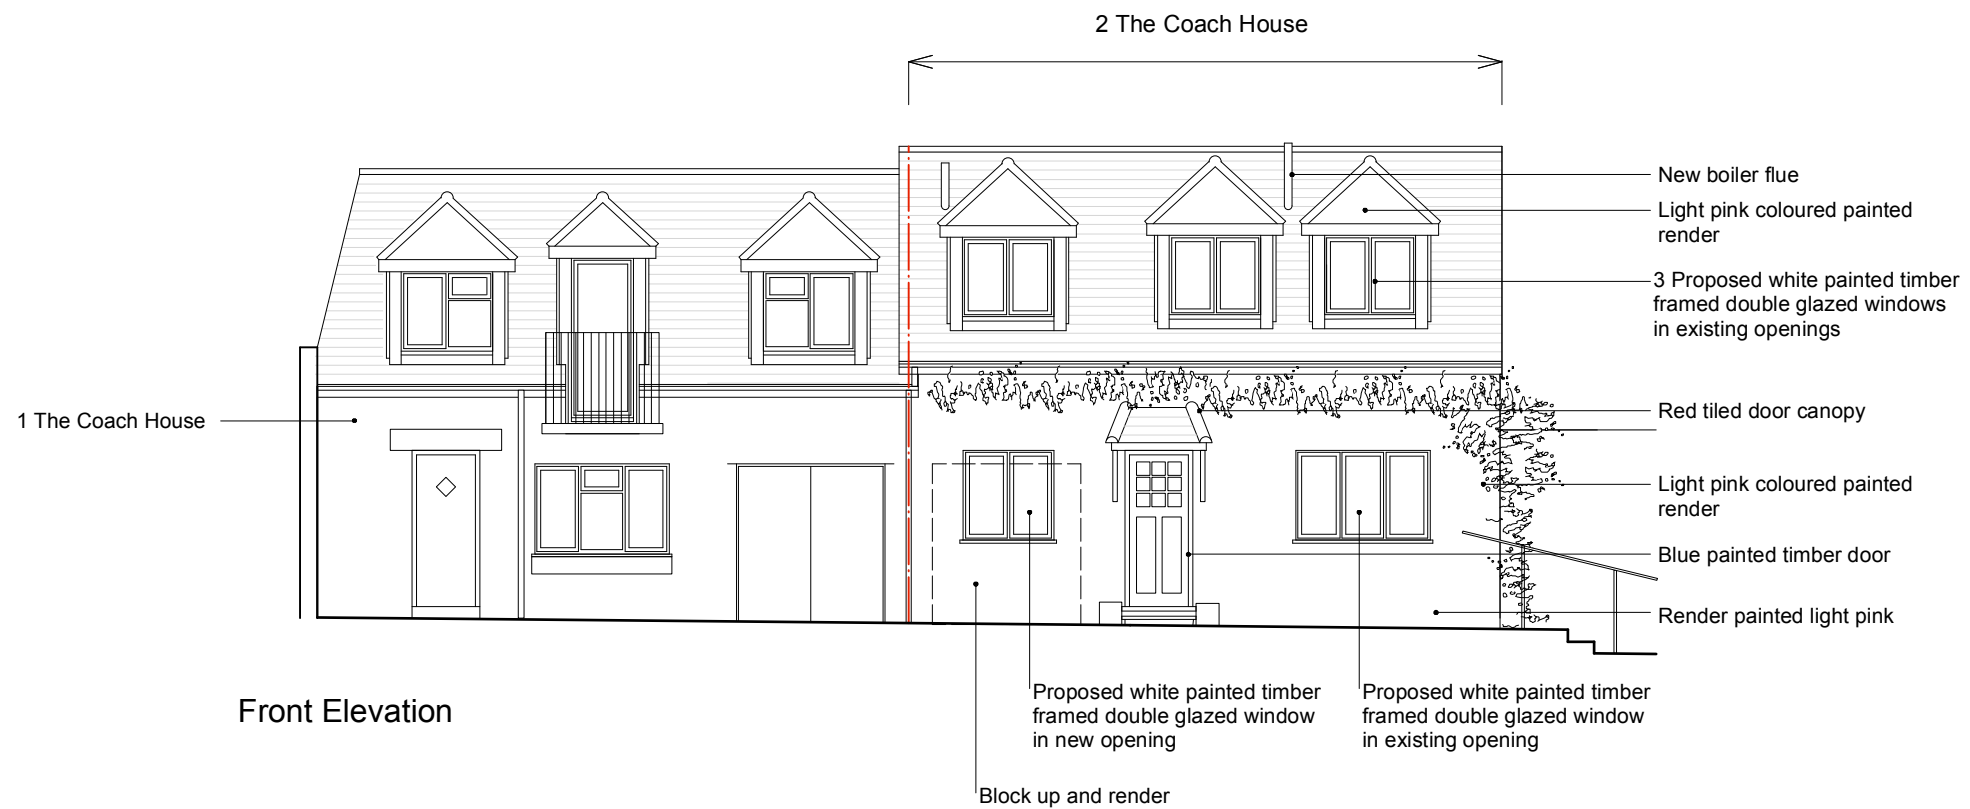 2 The Coach House
New boiler flue
Light pink coloured painted
render
3 Proposed white painted timber
framed double glazed windows
in existing openings
1 The Coach House
Red tiled door canopy
Light pink coloured painted
render
Blue painted timber door
Render painted light pink
Proposed white painted timber
framed double glazed window
in new opening
Proposed white painted timber
framed double glazed window
in existing opening
Front Elevation
Block up and render